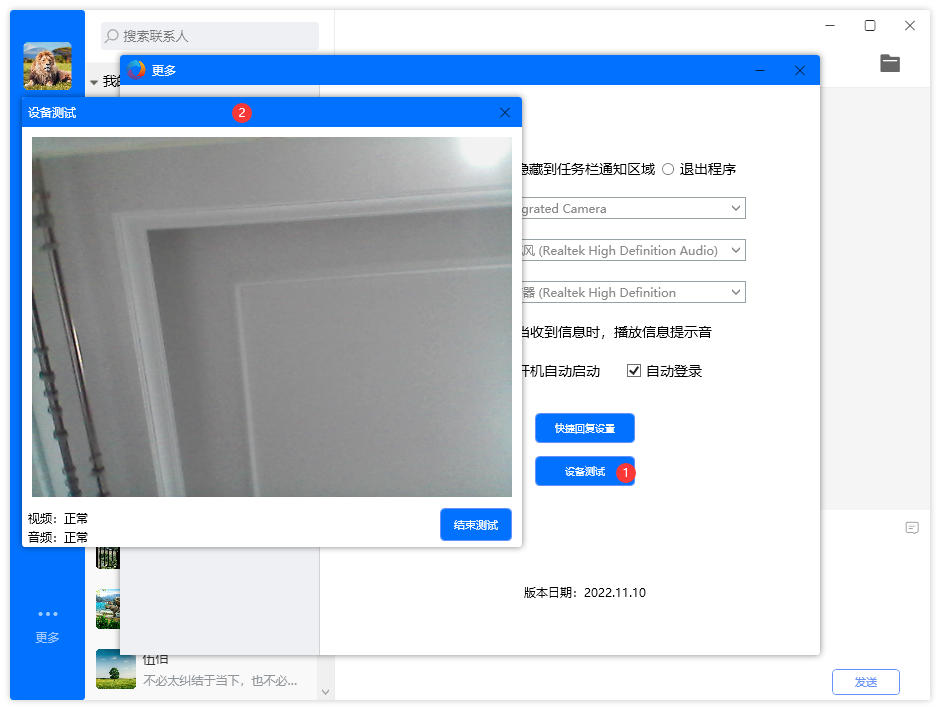 搜索联系人
我的
更多
设备测试
2
隐藏到任务栏通知区域 退出程序
grated Camera
风 (Realtek High Definition Audio)
器 (Realtek High Definition
当收到信息时，播放信息提示音
开机自动启动 自动登录
快捷回复设置
设备测试 1
视频：正常
音频：正常
结束测试
版本日期：2022.11.10
更多
伍佰
不必太纠结于当下，也不必...
发送